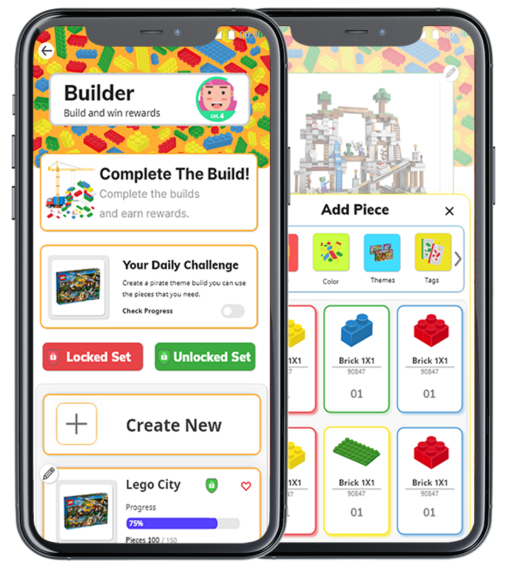 Builder
Build and win rewards
LVL 4
Complete The Build!
Complete the builds
and earn rewards.
Your Daily Challenge
Create a pirate theme build you can use
the pieces that you need.
Check Progress
Locked Set
Unlocked Set
Create New
Lego City
Progress
75%
Pieces 100 / 150
Add Piece
Color
Themes
Tags
1X1
Brick 1X1
90847
01
Brick 1X1
90847
01
1X1
Brick 1X1
90847
01
Brick 1X1
90847
01